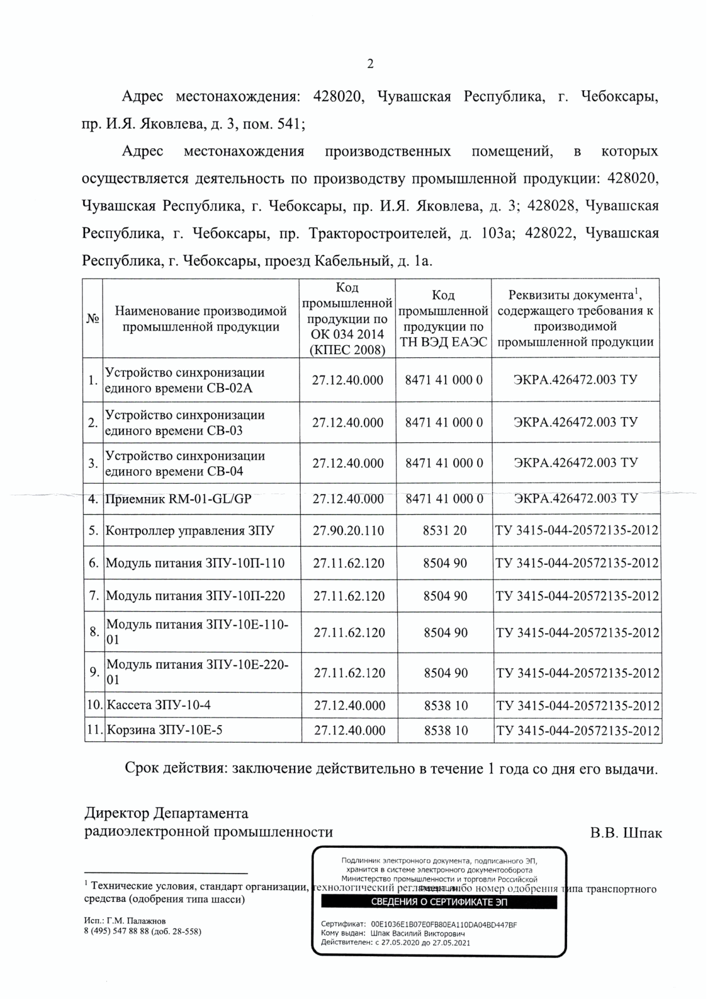 2
Адрес местонахождения: 428020, Чувашская Республика, г. Чебоксары,
пр. И.Я. Яковлева, д. 3, пом. 541;
Адрес местонахождения производственных помещений, в которых
осуществляется деятельность по производству промышленной продукции: 428020,
Чувашская Республика, г. Чебоксары, пр. И.Я. Яковлева, д. 3; 428028, Чувашская
Республика, г. Чебоксары, пр. Тракторостроителей, д. 103а; 428022, Чувашская
Республика, г. Чебоксары, проезд Кабельный, д. 1а.
№
Наименование производимой
промышленной продукции
Код
промышленной
продукции по
ОК 034 2014
(КПЕС 2008)
Код
промышленной
продукции по
ТН ВЭД ЕАЭС
Реквизиты документа¹,
содержащего требования к
производимой
промышленной продукции
1. Устройство синхронизации
единого времени СВ-02А
27.12.40.000 8471 41 000 0 ЭКРА.426472.003 ТУ
2. Устройство синхронизации
единого времени СВ-03
27.12.40.000 8471 41 000 0 ЭКРА.426472.003 ТУ
3. Устройство синхронизации
единого времени СВ-04
27.12.40.000 8471 41 000 0 ЭКРА.426472.003 ТУ
4. Приемник RM-01-GL/GP 27.12.40.000 8471 41 000 0 ЭКРА.426472.003 ТУ
5. Контроллер управления ЗПУ 27.90.20.110 8531 20 ТУ 3415-044-20572135-2012
6. Модуль питания ЗПУ-10П-110 27.11.62.120 8504 90 ТУ 3415-044-20572135-2012
7. Модуль питания ЗПУ-10П-220 27.11.62.120 8504 90 ТУ 3415-044-20572135-2012
8. Модуль питания ЗПУ-10Е-110-
01
27.11.62.120 8504 90 ТУ 3415-044-20572135-2012
9. Модуль питания ЗПУ-10Е-220-
01
27.11.62.120 8504 90 ТУ 3415-044-20572135-2012
10. Кассета ЗПУ-10-4 27.12.40.000 8538 10 ТУ 3415-044-20572135-2012
11. Корзина ЗПУ-10Е-5 27.12.40.000 8538 10 ТУ 3415-044-20572135-2012
Срок действия: заключение действительно в течение 1 года со дня его выдачи.
Директор Департамента
радиоэлектронной промышленности В.В. Шпак
Подлинник электронного документа, подписанного ЭП,
хранится в системе электронного документооборота
Министерство промышленности и торговли Российской
Федерации.
¹ Технические условия, стандарт организации, технологический регламент либо номер одобрения типа транспортного
средства (одобрения типа шасси)
СВЕДЕНИЯ О СЕРТИФИКАТЕ ЭП
Исп.: Г.М. Палажнов
8 (495) 547 88 88 (доб. 28-558)
Сертификат: 00E1036E1B07E0FB80EA110DA04BD447BF
Кому выдан: Шпак Василий Викторович
Действителен: с 27.05.2020 до 27.05.2021